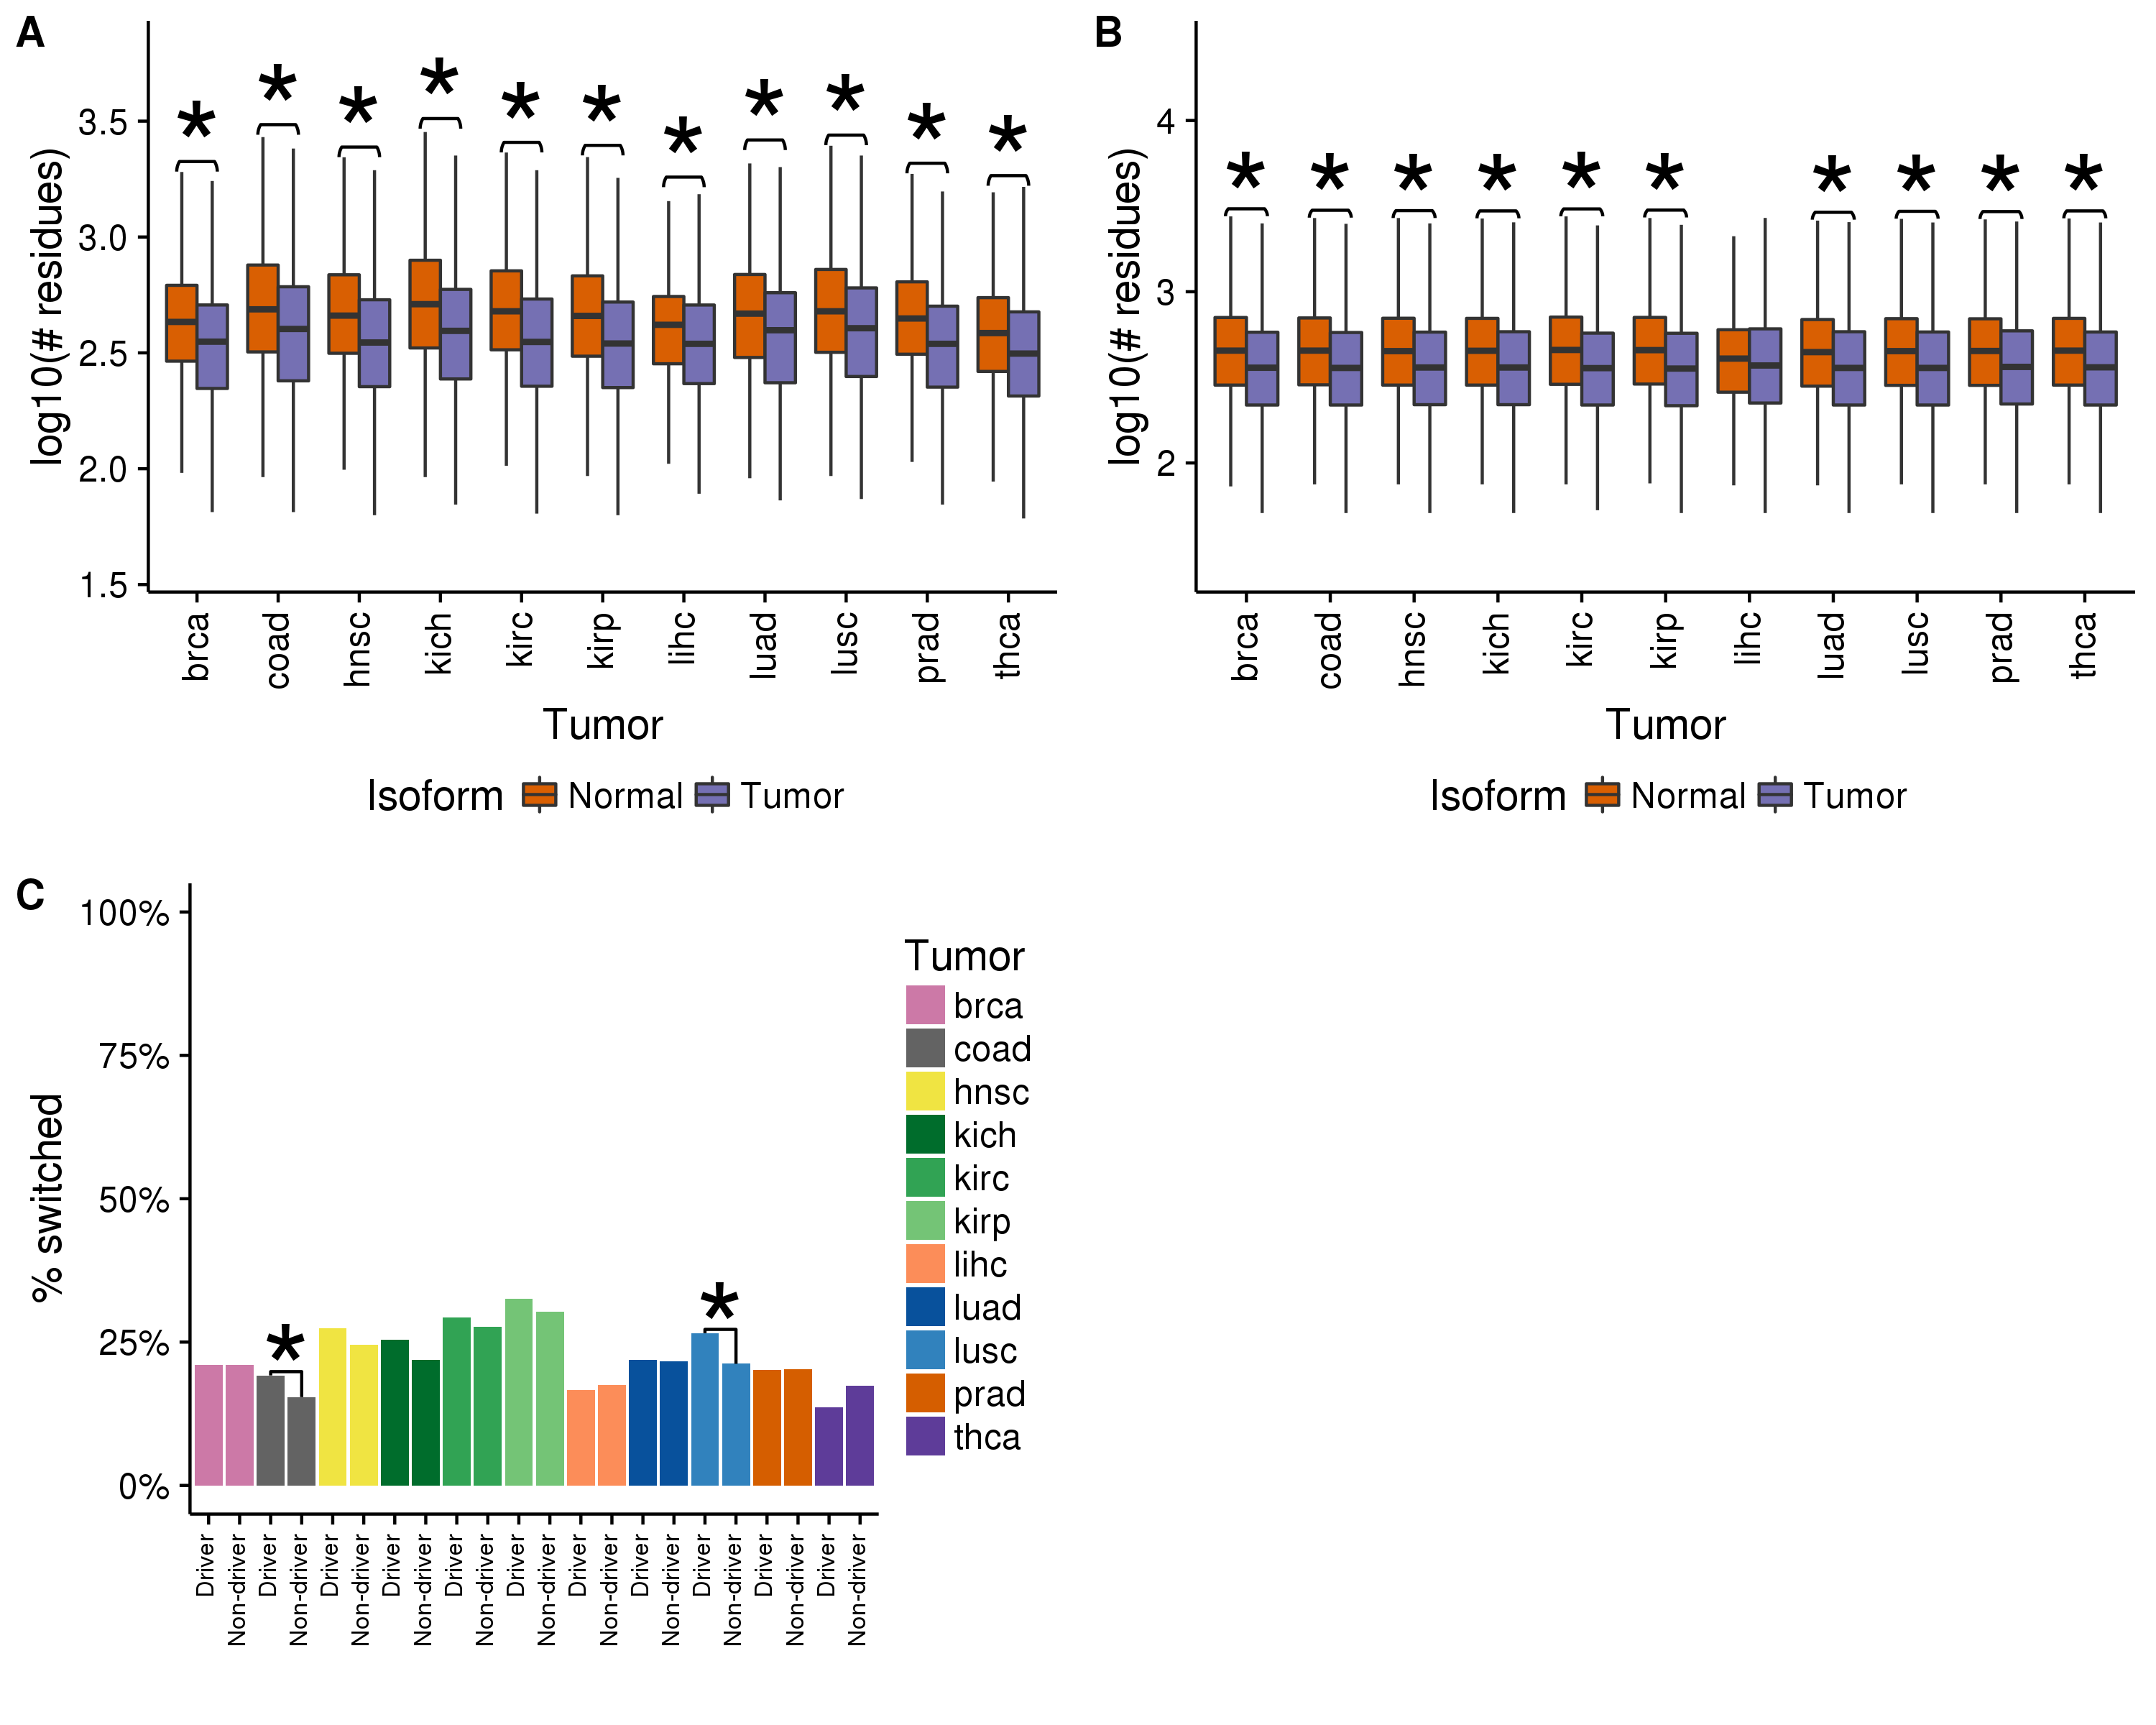 A
log10(# residues)
3.5
3.0
2.5
2.0
1.5
* * * * * * * * * * *
brca coad hnsc kich kirc kirp lihc luad lusc prad thca
Tumor
Isoform Normal Tumor
B
log10(# residues)
4
3
2
* * * * * * * * * *
brca coad hnsc kich kirc kirp lihc luad lusc prad thca
Tumor
Isoform Normal Tumor
C
% switched
100%
75%
50%
25%
0%
* *
Driver Non-driver Driver Non-driver Driver Non-driver Driver Non-driver Driver Non-driver Driver Non-driver Driver Non-driver Driver Non-driver Driver Non-driver Driver Non-driver Driver Non-driver
Tumor
brca
coad
hnsc
kich
kirc
kirp
lihc
luad
lusc
prad
thca